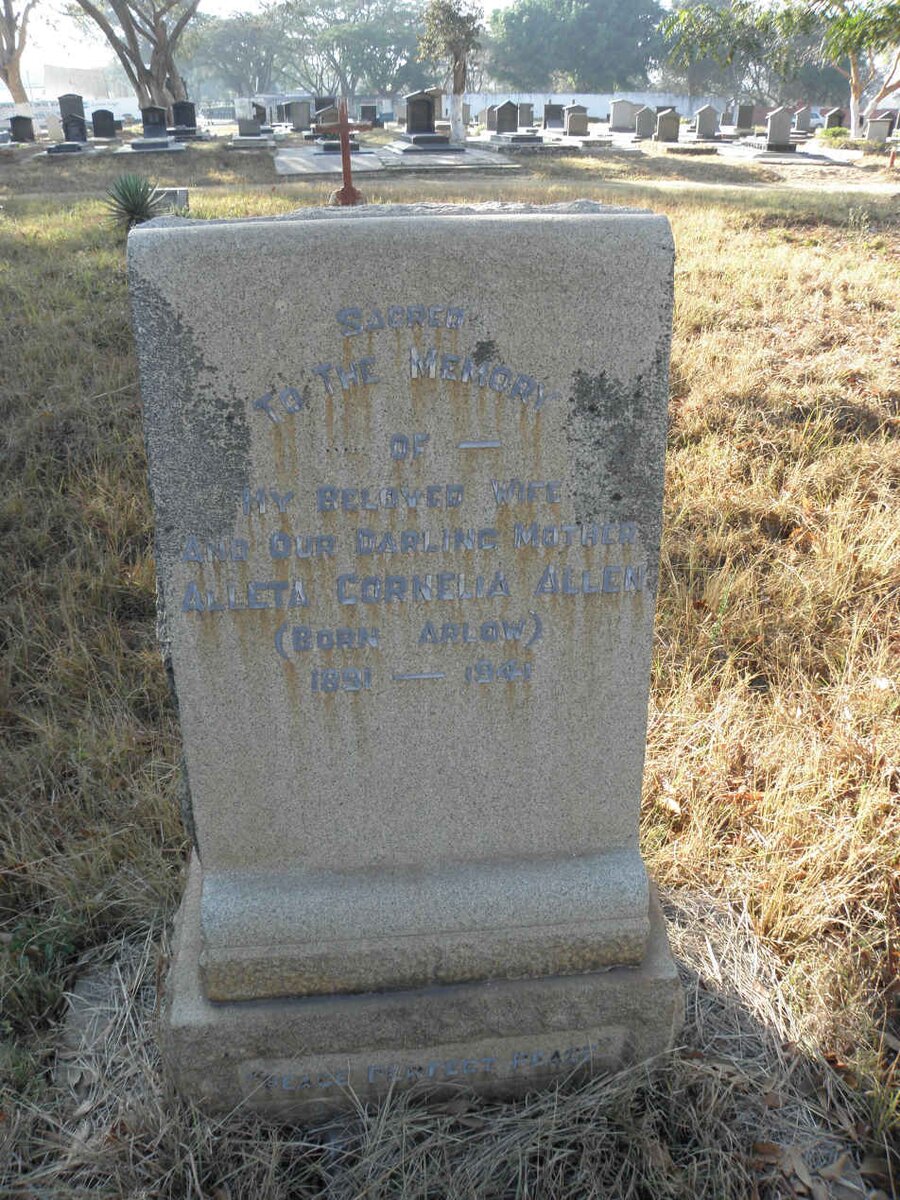 SACRED
TO THE MEMORY
OF —
MY BELOVED WIFE
AND OUR DARLING MOTHER
ALLETA CORNELIA ALLEN
(BORN ARLOW)
1891 — 1941
"PEACE PERFECT PEACE"